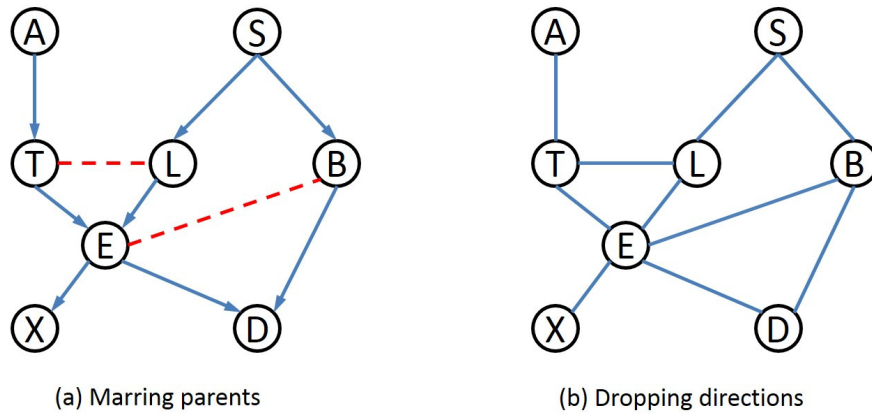 A S A S
T L B T L B
E E
X D X D
(a) Marring parents (b) Dropping directions